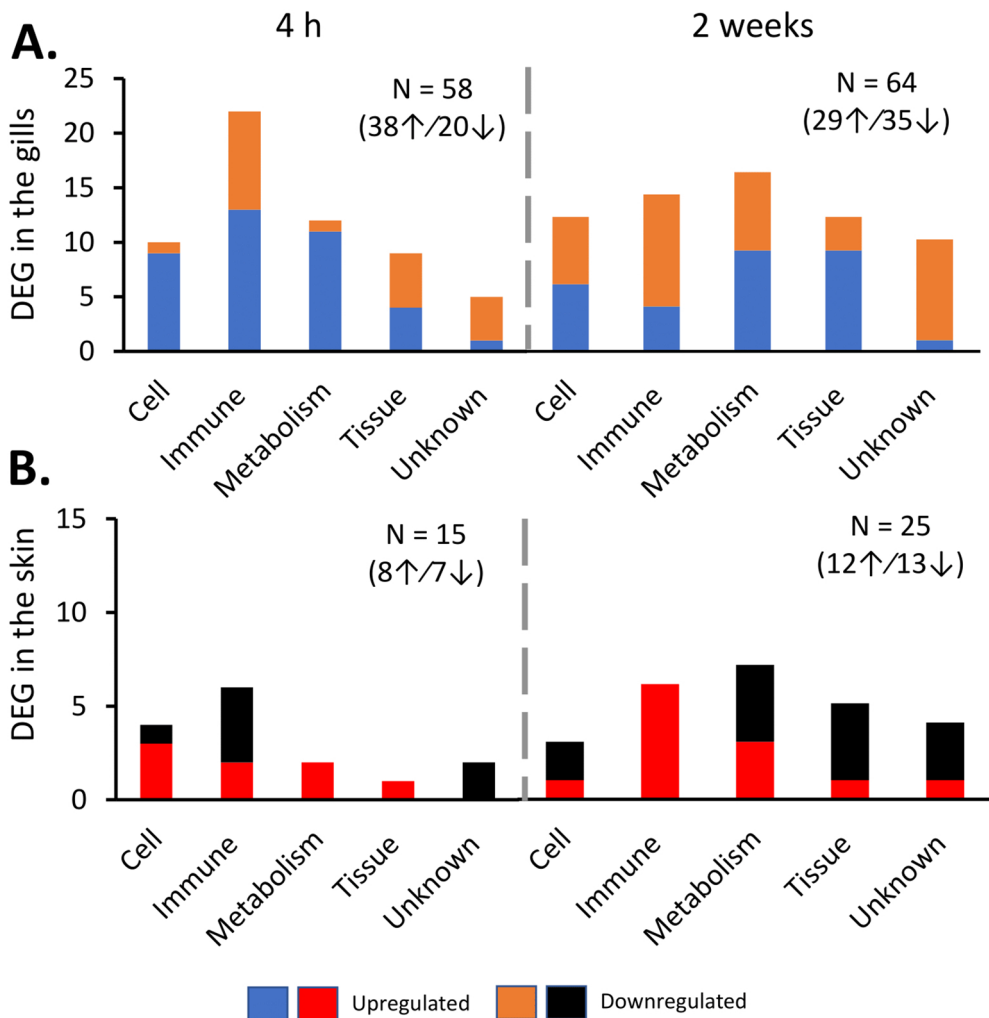 4 h 2 weeks
A.
DEG in the gills
25
20
15
10
5
0
N = 58
(38↑/20↓)
N = 64
(29↑/35↓)
Cell Immune Metabolism Tissue Unknown Cell Immune Metabolism Tissue Unknown
B.
DEG in the skin
15
10
5
0
N = 15
(8↑/7↓)
N = 25
(12↑/13↓)
Cell Immune Metabolism Tissue Unknown Cell Immune Metabolism Tissue Unknown
Upregulated Downregulated